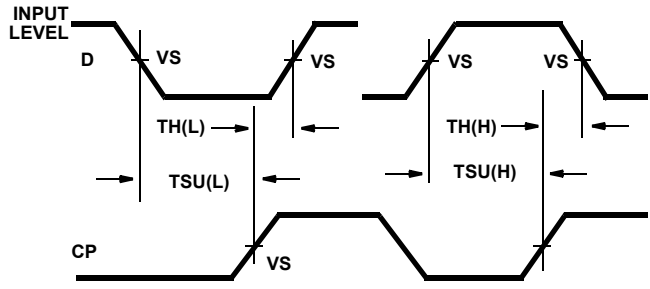 INPUT
LEVEL
D
VS
VS
VS
VS
TH(L)
TH(H)
TSU(L)
TSU(H)
CP
VS